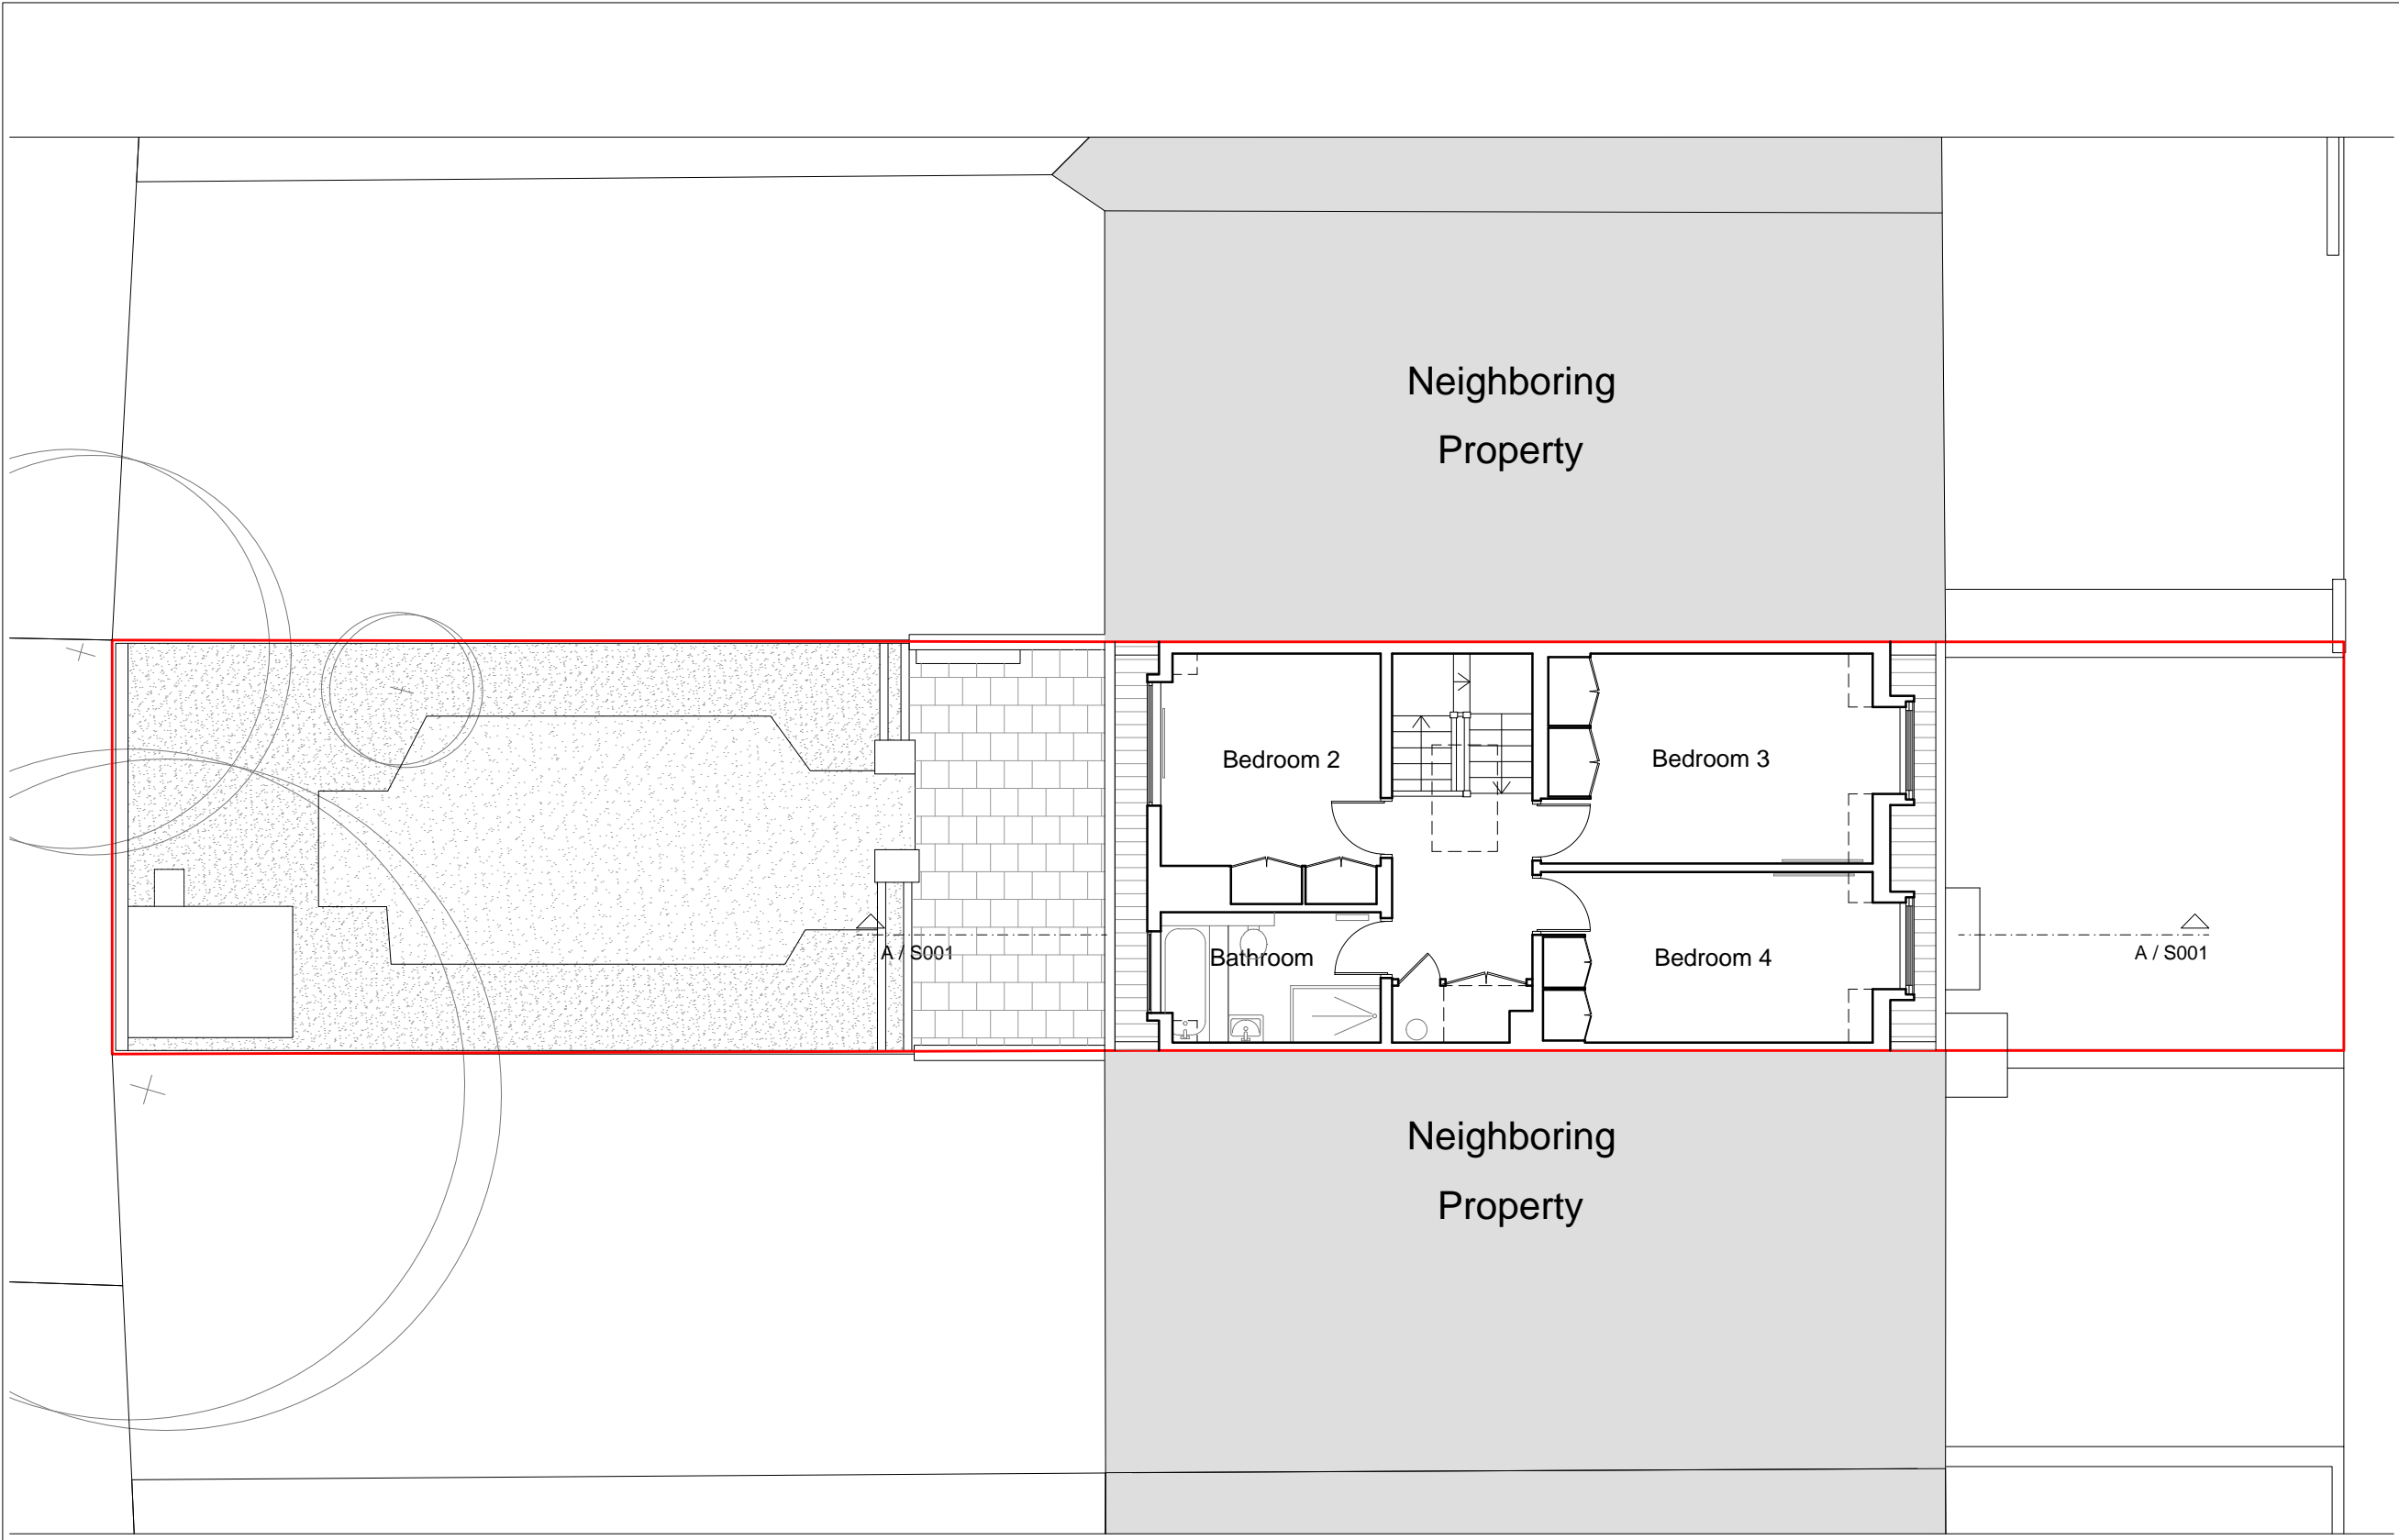 Neighboring
Property
Bedroom 2
Bedroom 3
A / S001
Bathroom
Bedroom 4
A / S001
Neighboring
Property